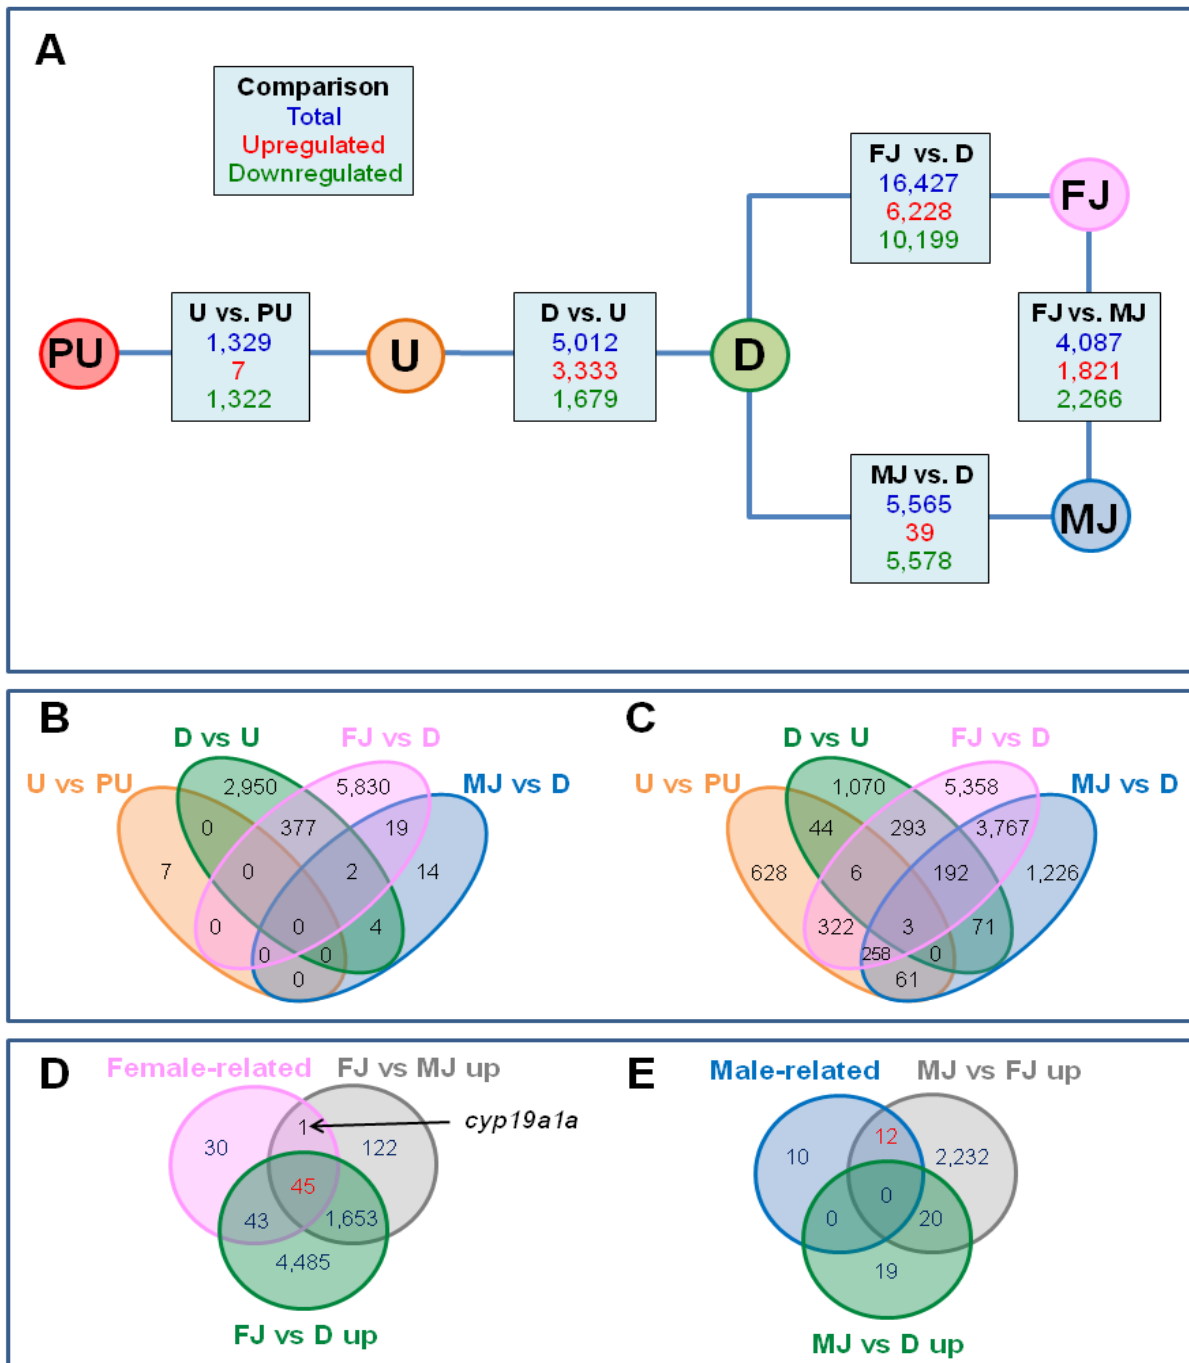 A
Comparison
Total
Upregulated
Downregulated
FJ vs. D
16,427
6,228
10,199
FJ
PU
U vs. PU
1,329
7
1,322
U
D vs. U
5,012
3,333
1,679
D
FJ vs. MJ
4,087
1,821
2,266
MJ vs. D
5,565
39
5,578
MJ
B
D vs U
FJ vs D
U vs PU
MJ vs D
2,950
5,830
0
377
19
7
0
2
14
0
0
4
0
0
0
C
D vs U
FJ vs D
U vs PU
MJ vs D
1,070
5,358
44
293
3,767
628
6
192
1,226
322
3
71
258
0
61
D
Female-related
FJ vs MJ up
1
cyp19a1a
30
122
45
43
1,653
4,485
FJ vs D up
E
Male-related
MJ vs FJ up
12
10
2,232
0
0
20
19
MJ vs D up